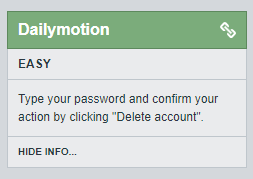 Dailymotion
EASY
Type your password and confirm your
action by clicking "Delete account".
HIDE INFO...